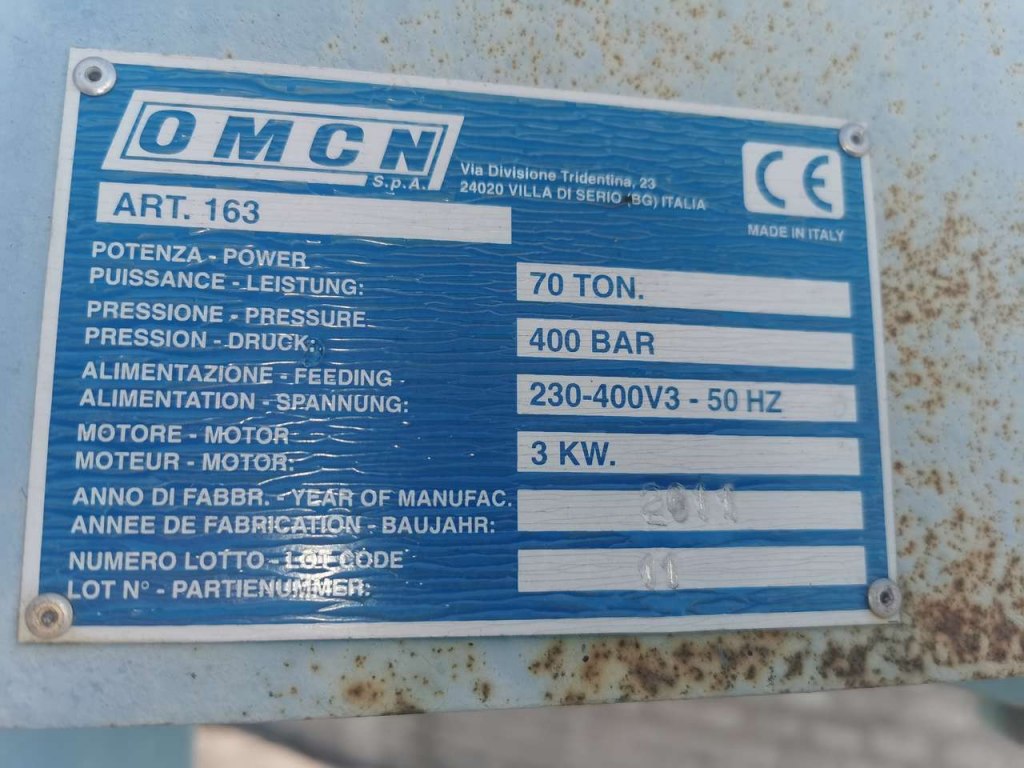 OMCN
S.p.A.
Via Divisione Tridentina, 23
24020 VILLA DI SERIO (BG) ITALIA
CE
MADE IN ITALY
ART. 163
POTENZA - POWER
PUISSANCE - LEISTUNG:
70 TON.
PRESSIONE - PRESSURE
PRESSION - DRUCK:
400 BAR
ALIMENTAZIONE - FEEDING
ALIMENTATION - SPANNUNG:
230-400V3 - 50 HZ
MOTORE - MOTOR
MOTEUR - MOTOR:
3 KW.
ANNO DI FABBR. - YEAR OF MANUFAC.
ANNEE DE FABRICATION - BAUJAHR:
2011
NUMERO LOTTO - LOT CODE
LOT N° - PARTIENUMMER:
11